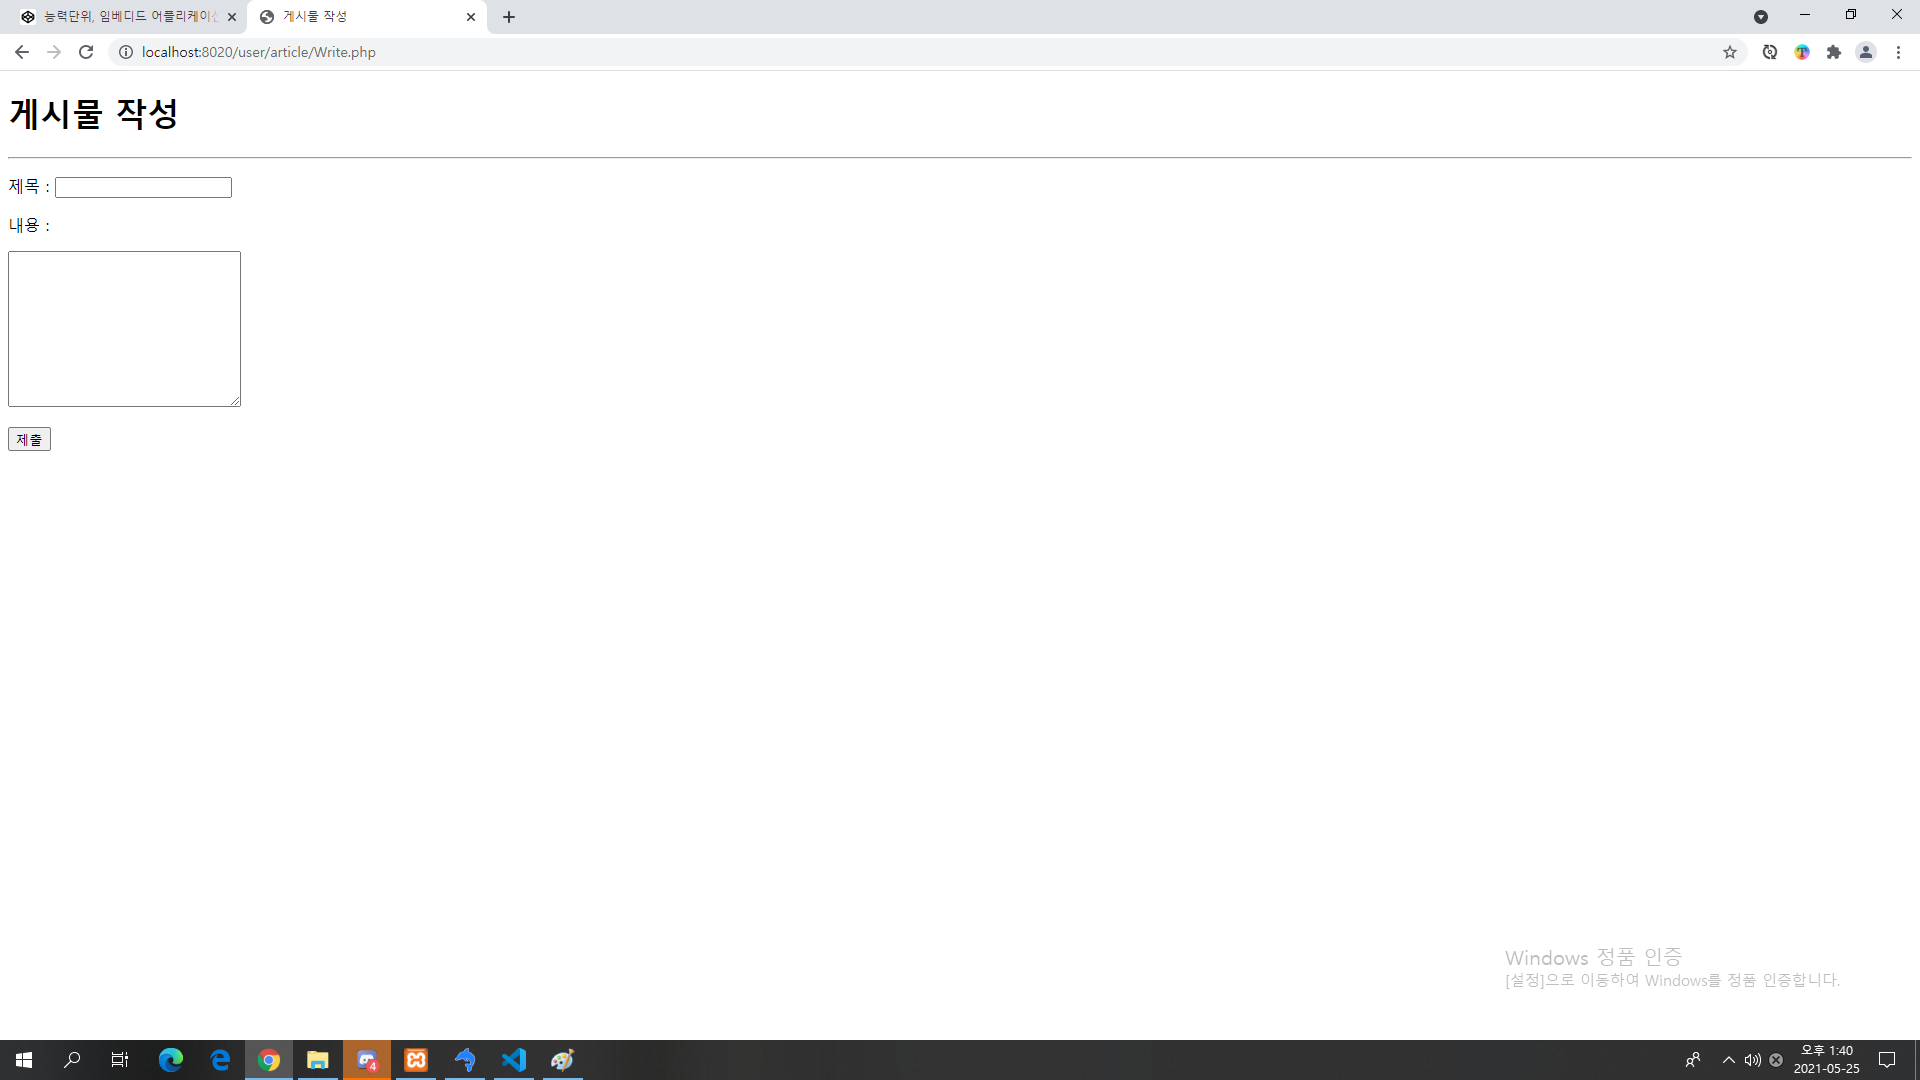 능력단위, 임베디드 어플리케이션
게시물 작성
localhost:8020/user/article/Write.php
게시물 작성
제목 :
내용 :
제출
Windows 정품 인증
[설정]으로 이동하여 Windows를 정품 인증합니다.
4
오후 1:40
2021-05-25